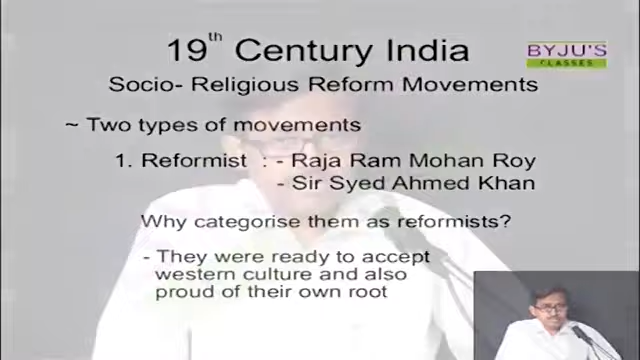 19th Century India
BYJU'S
CLASSES
Socio- Religious Reform Movements
~ Two types of movements
1. Reformist : - Raja Ram Mohan Roy
- Sir Syed Ahmed Khan
Why categorise them as reformists?
- They were ready to accept
western culture and also
proud of their own root